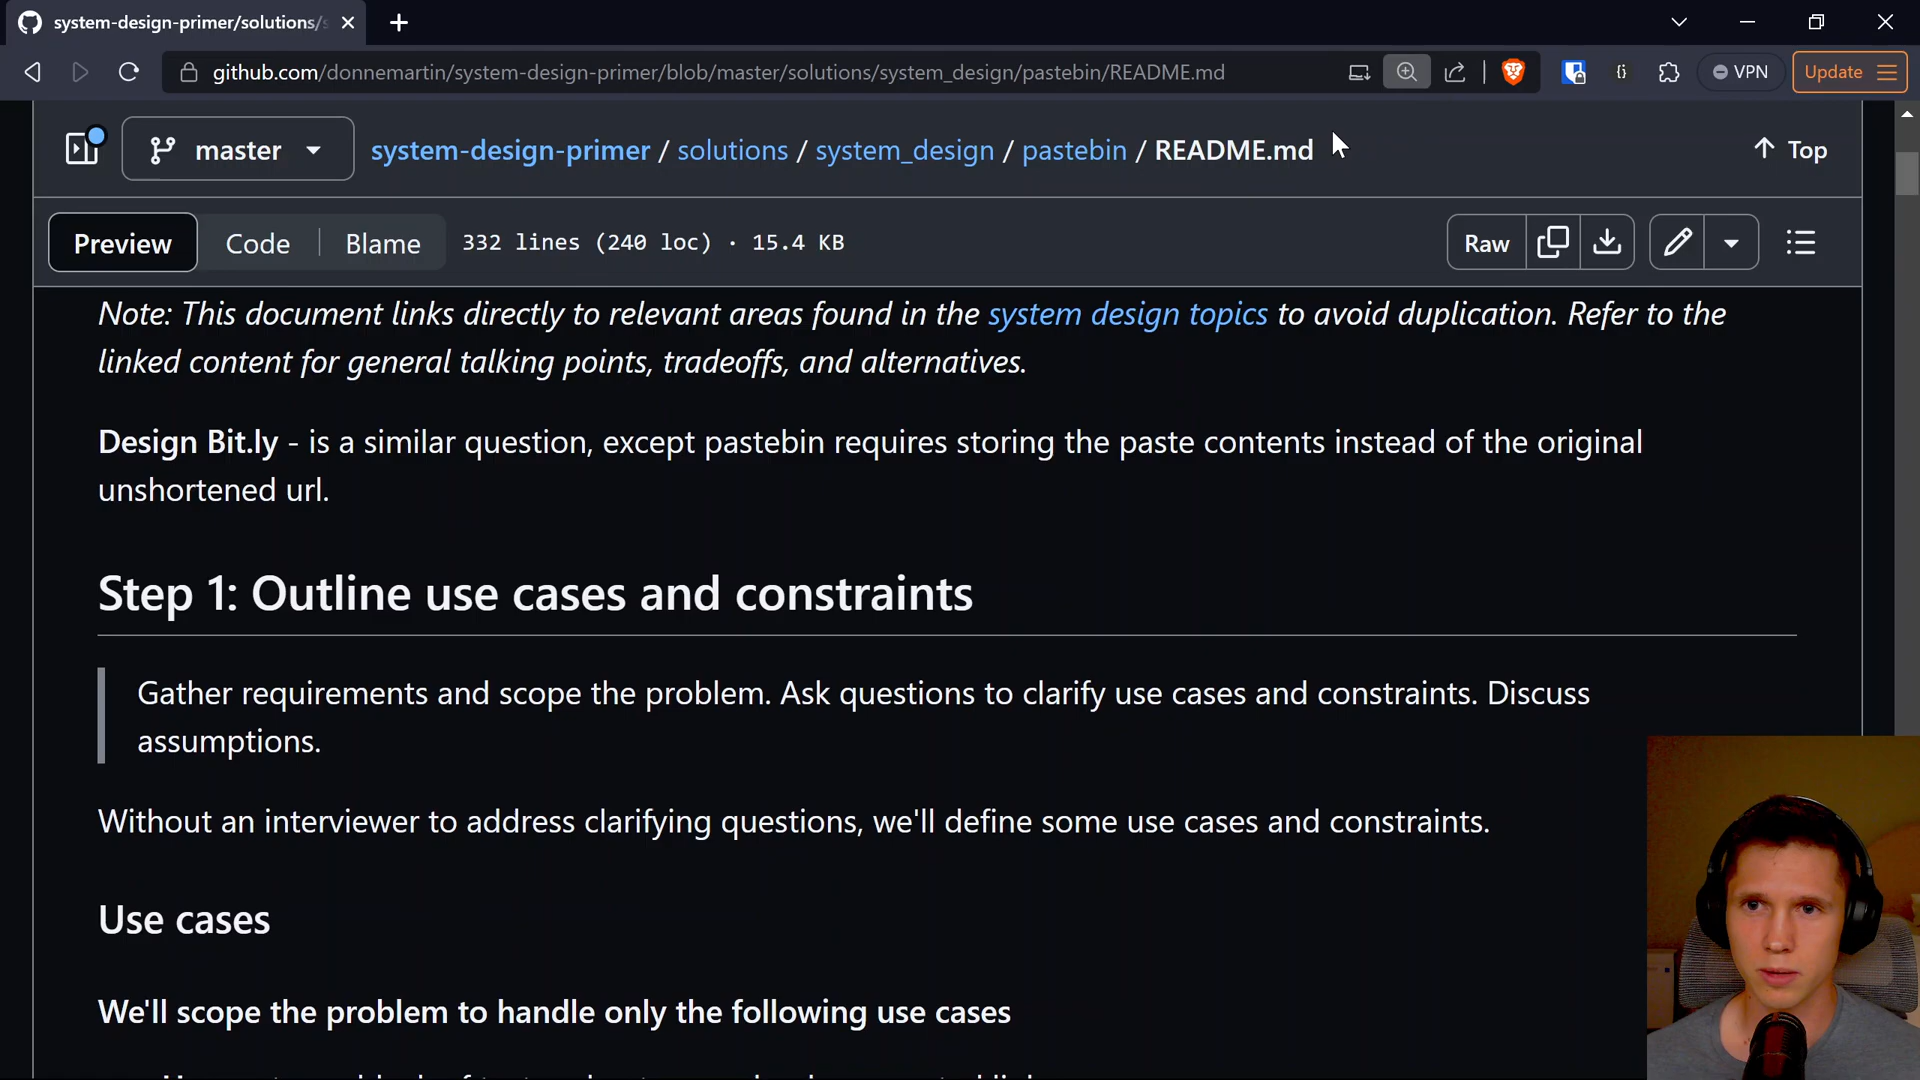 system-design-primer/solutions/
github.com/donnemartin/system-design-primer/blob/master/solutions/system_design/pastebin/README.md
VPN
Update
master
system-design-primer / solutions / system_design / pastebin / README.md
Top
Preview
Code
Blame
332 lines (240 loc) · 15.4 KB
Raw
Note: This document links directly to relevant areas found in the system design topics to avoid duplication. Refer to the
linked content for general talking points, tradeoffs, and alternatives.
Design Bit.ly - is a similar question, except pastebin requires storing the paste contents instead of the original
unshortened url.
Step 1: Outline use cases and constraints
Gather requirements and scope the problem. Ask questions to clarify use cases and constraints. Discuss
assumptions.
Without an interviewer to address clarifying questions, we'll define some use cases and constraints.
Use cases
We'll scope the problem to handle only the following use cases